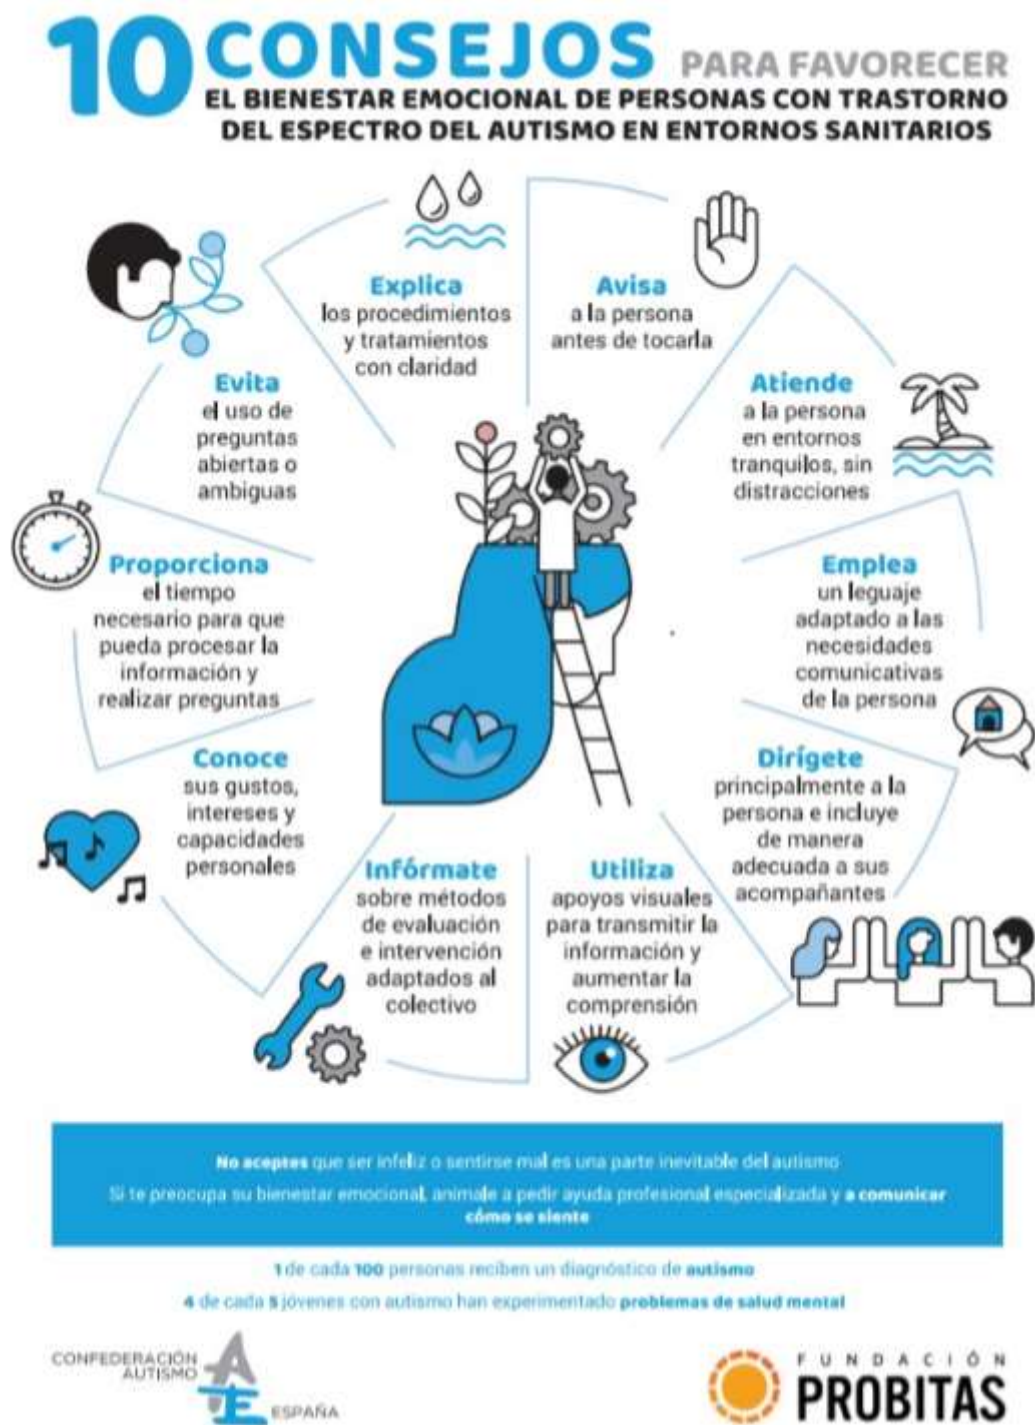 10 CONSEJOS PARA FAVORECER
EL BIENESTAR EMOCIONAL DE PERSONAS CON TRASTORNO
DEL ESPECTRO DEL AUTISMO EN ENTORNOS SANITARIOS
Explica
los procedimientos
y tratamientos
con claridad
Avisa
a la persona
antes de tocarla
Atiende
a la persona
en entornos
tranquilos, sin
distracciones
Emplea
un leguaje
adaptado a las
necesidades
comunicativas
de la persona
Dirígete
principalmente a la
persona e incluye
de manera
adecuada a sus
acompañantes
Utiliza
apoyos visuales
para transmitir la
información y
aumentar la
comprensión
Infórmate
sobre métodos
de evaluación
e intervención
adaptados al
colectivo
Conoce
sus gustos,
intereses y
capacidades
personales
Proporciona
el tiempo
necesario para que
pueda procesar la
información y
realizar preguntas
Evita
el uso de
preguntas
abiertas o
ambiguas
No aceptes que ser infeliz o sentirse mal es una parte inevitable del autismo
Si te preocupa su bienestar emocional, anímale a pedir ayuda profesional especializada y a comunicar
cómo se siente
1 de cada 100 personas reciben un diagnóstico de autismo
4 de cada 5 jóvenes con autismo han experimentado problemas de salud mental
CONFEDERACIÓN
AUTISMO
AE
ESPAÑA
FUNDACIÓN
PROBITAS